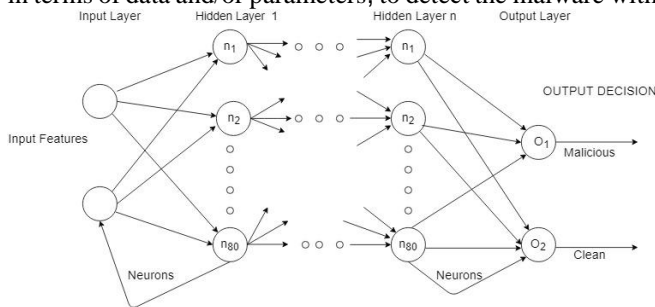 in terms of data and/or parameters, to detect the malware with
Input Layer Hidden Layer 1 Hidden Layer n Output Layer
n1 n1
OUTPUT DECISION
n2 n2
Input Features O1
Malicious
n80 n80 O2
Neurons Neurons Clean